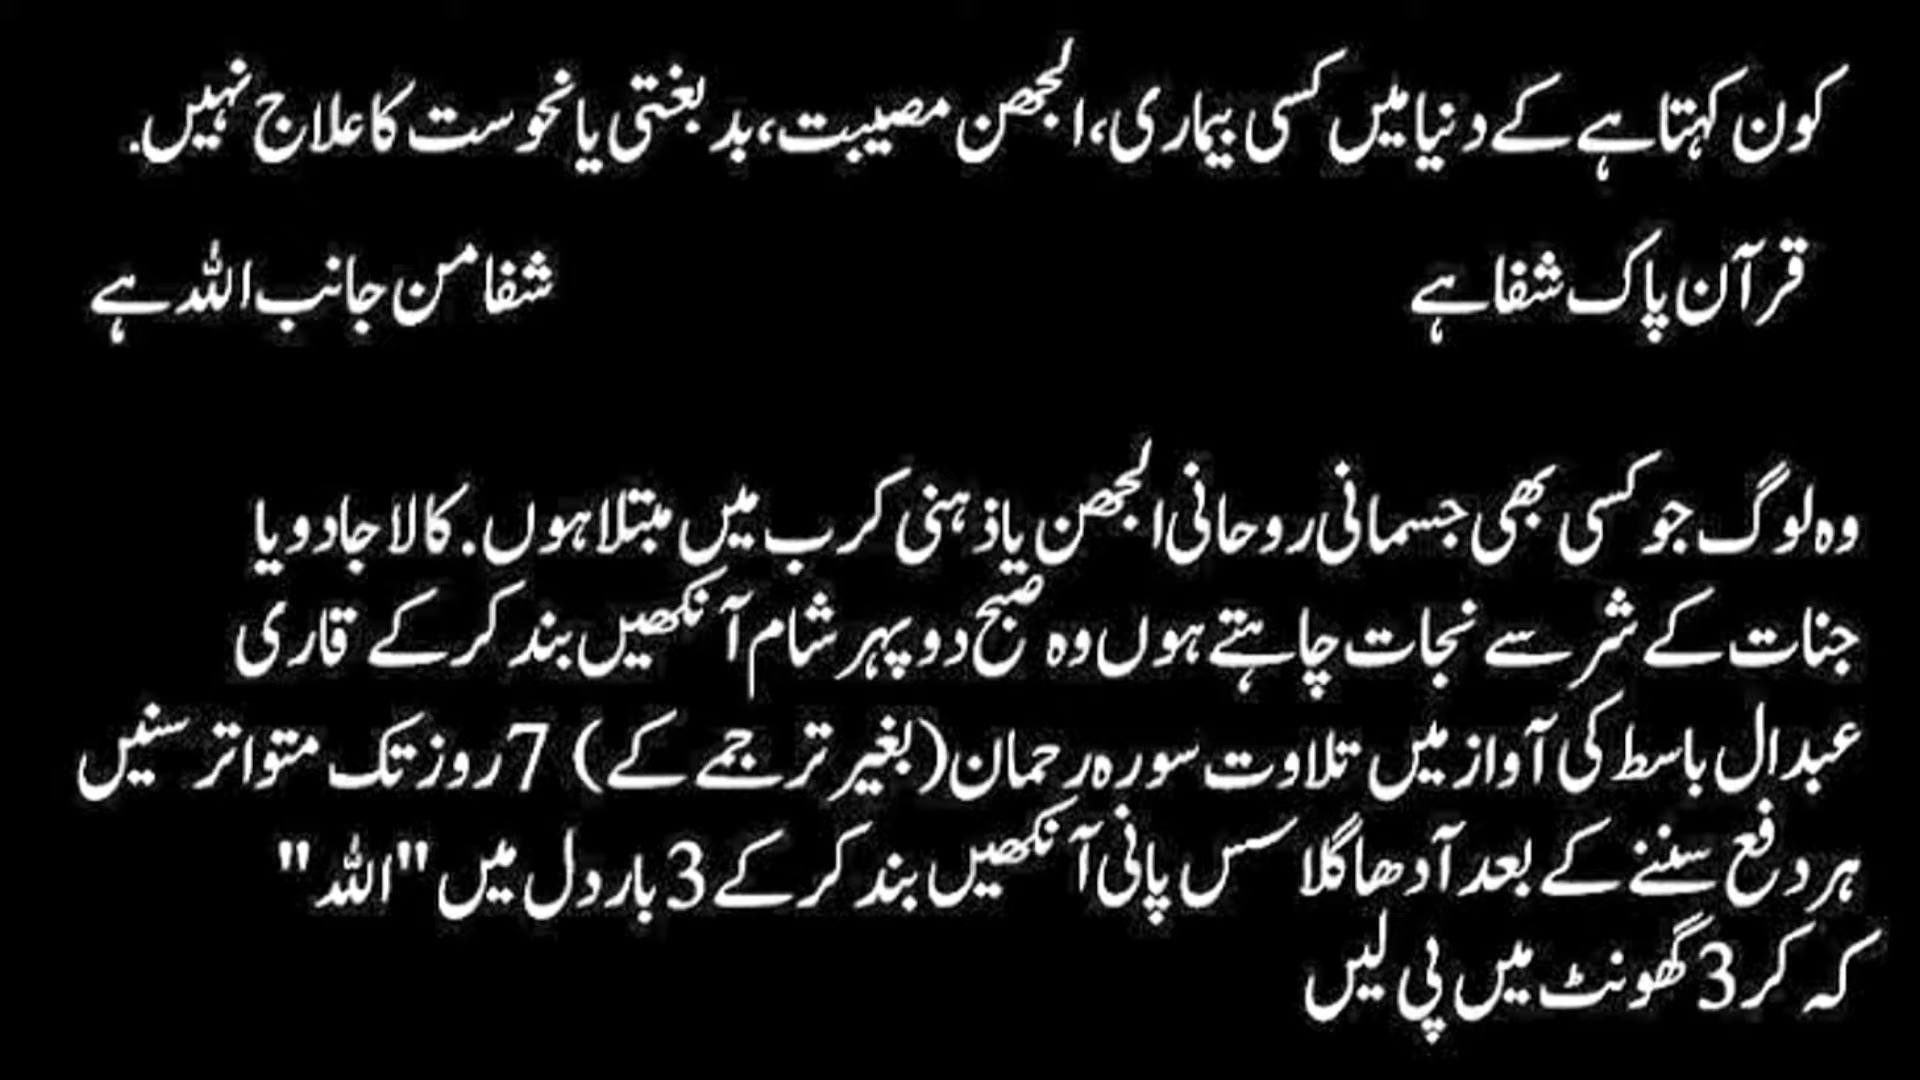 کون کہتا ہے کے دنیا میں کسی بیماری، الجھن مصیبت، بد بغتی یا نحوست کا علاج نہیں.
قرآن پاک شفا ہے شفا من جانب اللہ ہے
وہ لوگ جو کسی بھی جسمانی روحانی الجھن یا ذہنی کرب میں مبتلا ہوں. کالا جادو یا
جنات کے شر سے نجات چاہتے ہوں وہ صبح دوپہر شام آنکھیں بند کر کے قاری
عبدال باسط کی آواز میں تلاوت سورہ رحمان (بغیر ترجمے کے) 7 روز تک متواتر سنیں
ہر دفع سننے کے بعد آدھا گلاسس پانی آنکھیں بند کر کے 3 بار دل میں "اللہ"
کہ کر 3 گھونٹ میں پی لیں